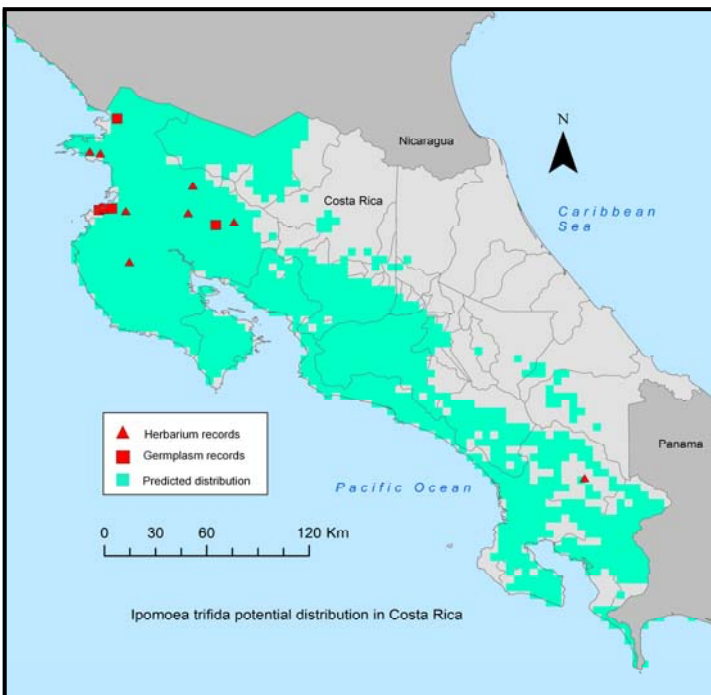 Nicaragua
N
Costa Rica
Caribbean
Sea
Herbarium records
Germplasm records
Predicted distribution
Panama
Pacific Ocean
0 30 60 120 Km
Ipomoea trifida potential distribution in Costa Rica